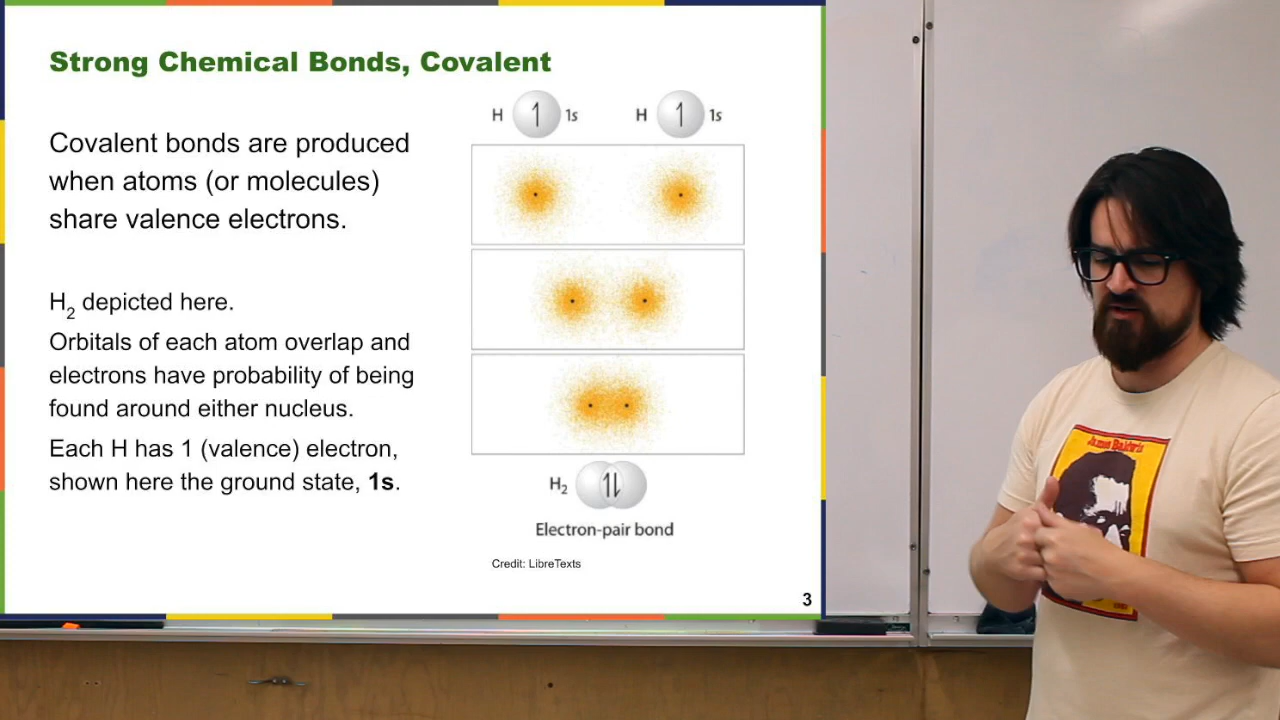 Strong Chemical Bonds, Covalent
Covalent bonds are produced
when atoms (or molecules)
share valence electrons.
H₂ depicted here.
Orbitals of each atom overlap and
electrons have probability of being
found around either nucleus.
Each H has 1 (valence) electron,
shown here the ground state, 1s.
H 1s H 1s
H₂
Electron-pair bond
Credit: LibreTexts
3
James Baldwin